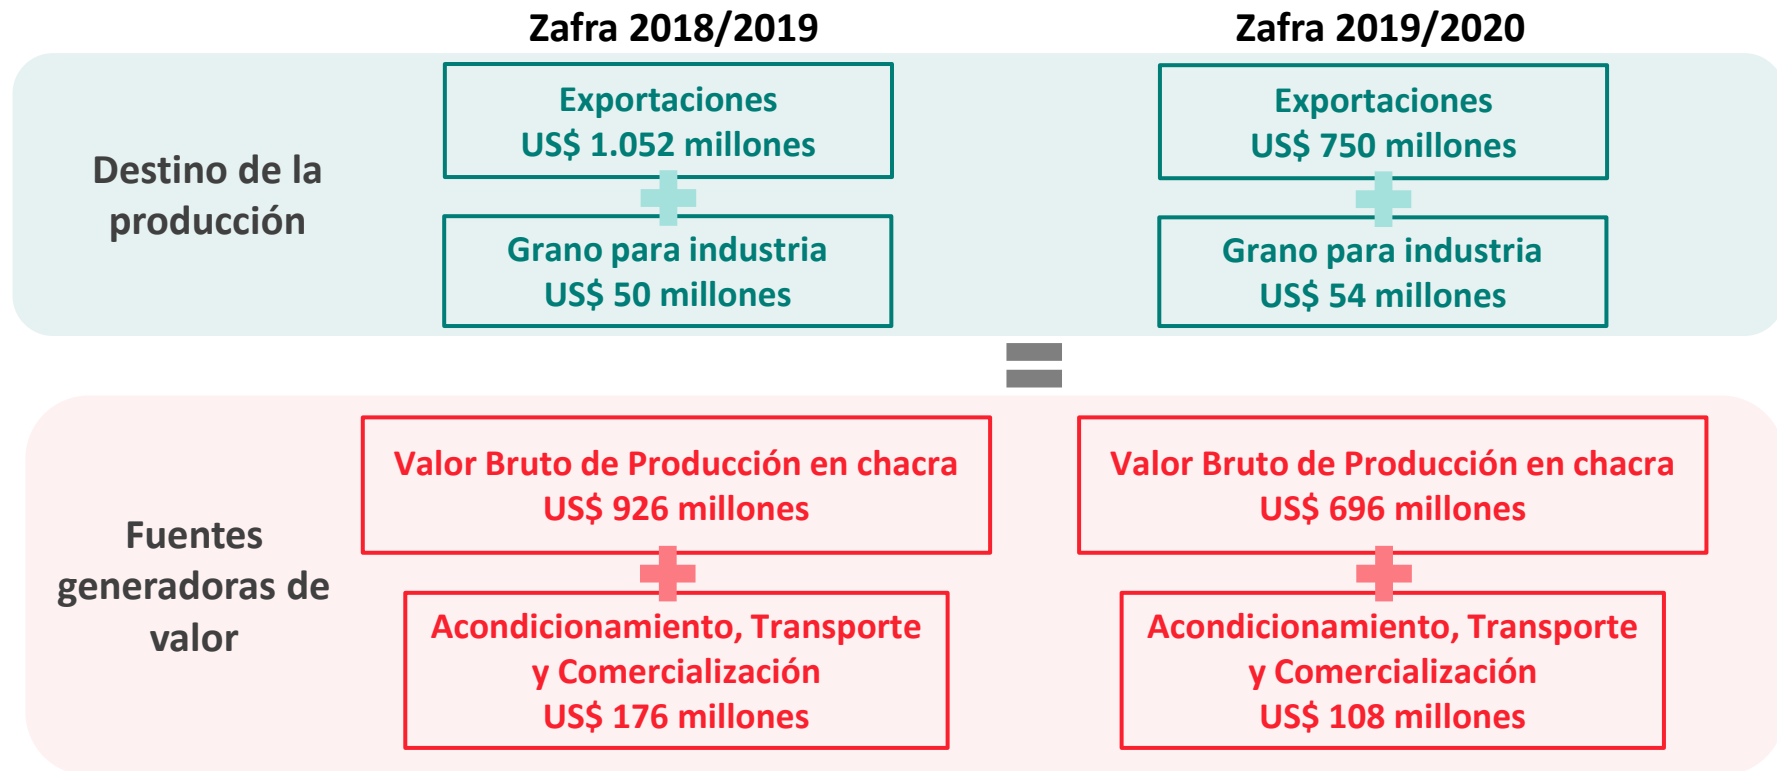 Zafra 2018/2019
Zafra 2019/2020
Destino de la
producción
Exportaciones
US$ 1.052 millones
Grano para industria
US$ 50 millones
Exportaciones
US$ 750 millones
Grano para industria
US$ 54 millones
Fuentes
generadoras de
valor
Valor Bruto de Producción en chacra
US$ 926 millones
Acondicionamiento, Transporte
y Comercialización
US$ 176 millones
Valor Bruto de Producción en chacra
US$ 696 millones
Acondicionamiento, Transporte
y Comercialización
US$ 108 millones